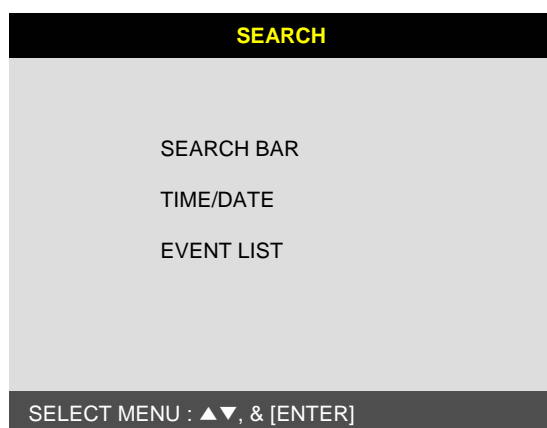 SEARCH
SEARCH BAR
TIME/DATE
EVENT LIST
SELECT MENU : ▲▼, & [ENTER]